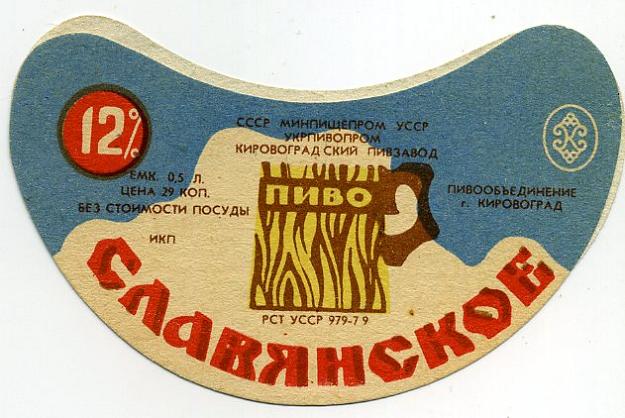 12%
СССР МИНПИЩЕПРОМ УССР
УКРПИВОПРОМ
КИРОВОГРАДСКИЙ ПИВЗАВОД
ЕМК. 0,5 Л.
ЦЕНА 29 КОП.
БЕЗ СТОИМОСТИ ПОСУДЫ
ИКП
ПИВО
ПИВООБЪЕДИНЕНИЕ
г. КИРОВОГРАД
РСТ УССР 979-79
СЛАВЯНСКОЕ